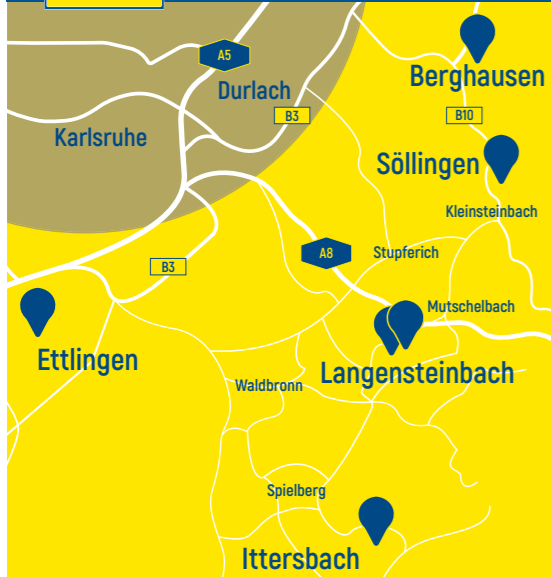 A5
Berghausen
Durlach
B3
B10
Karlsruhe
Söllingen
Kleinsteinbach
A8
Stupferich
B3
Mutschelbach
Ettlingen
Langensteinbach
Waldbronn
Spielberg
Ittersbach